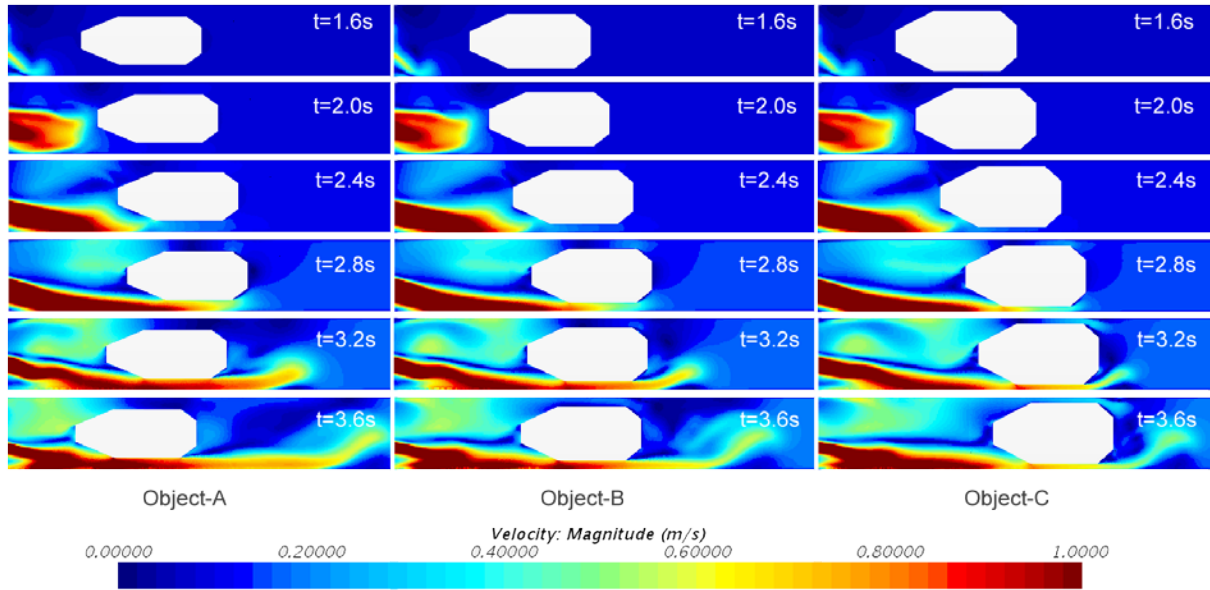 t=1.6s t=1.6s t=1.6s
t=2.0s t=2.0s t=2.0s
t=2.4s t=2.4s t=2.4s
t=2.8s t=2.8s t=2.8s
t=3.2s t=3.2s t=3.2s
t=3.6s t=3.6s t=3.6s
Object-A Object-B Object-C
Velocity: Magnitude (m/s)
0.00000 0.20000 0.40000 0.60000 0.80000 1.0000